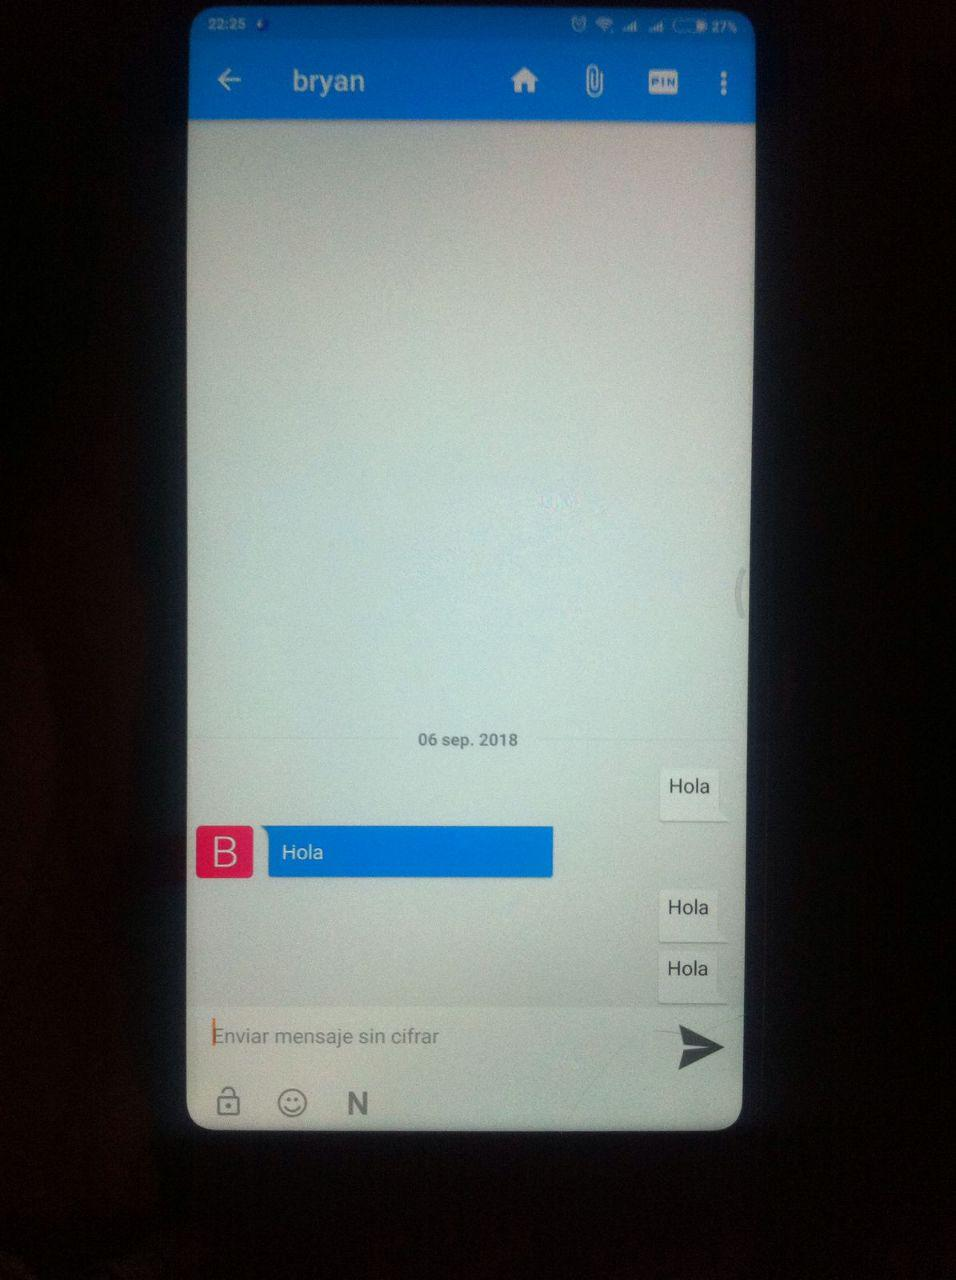 22:25
27%
bryan
PIN
06 sep. 2018
Hola
B
Hola
Hola
Hola
Enviar mensaje sin cifrar
N